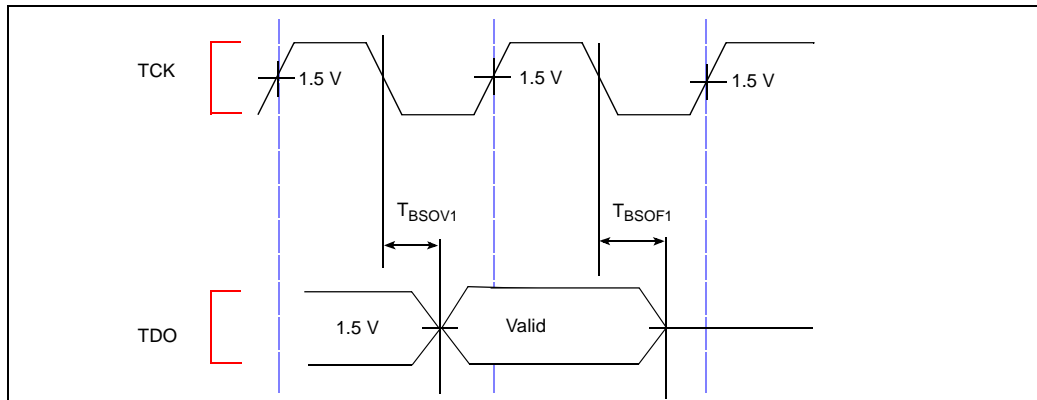 TCK
1.5 V
1.5 V
1.5 V
TBSOV1
TBSOF1
TDO
1.5 V
Valid